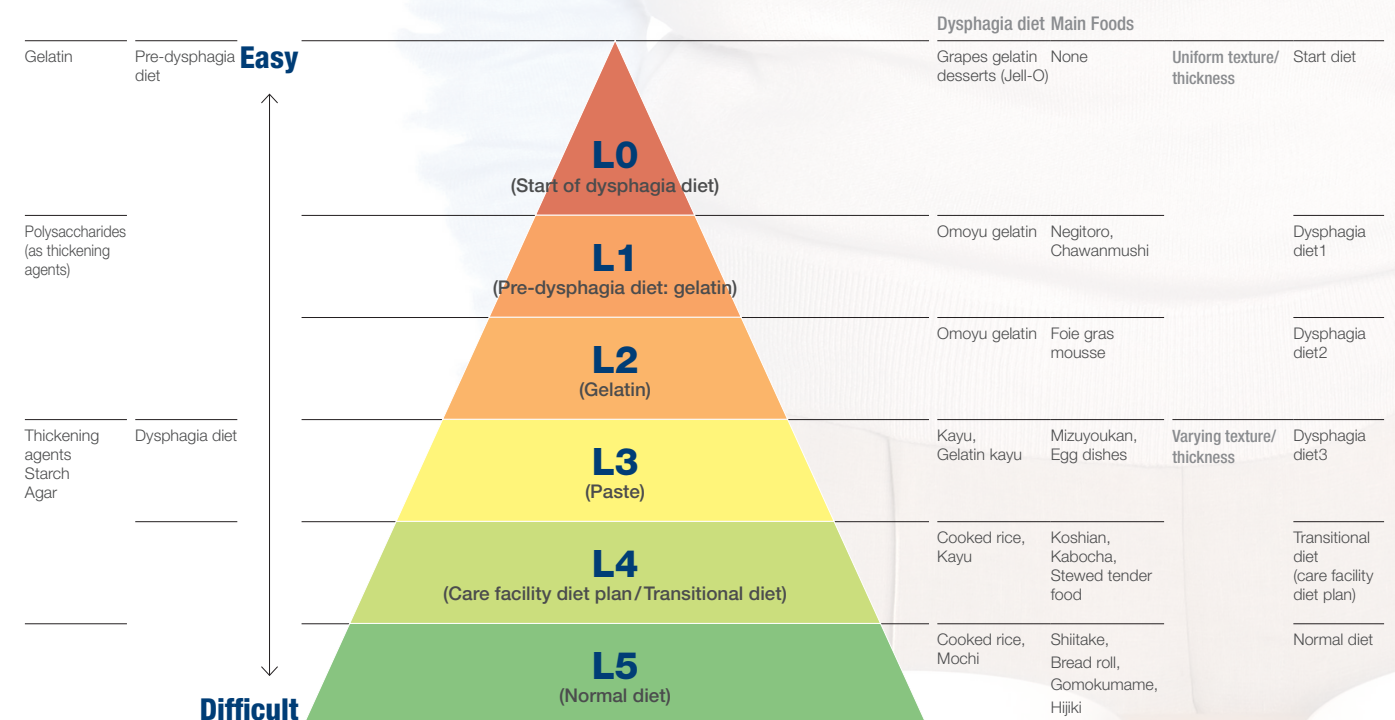 Dysphagia diet Main Foods
Gelatin
Pre-dysphagia
diet
Easy
Grapes gelatin
desserts (Jell-O)
None
Uniform texture/
thickness
Start diet
L0
(Start of dysphagia diet)
Polysaccharides
(as thickening
agents)
L1
(Pre-dysphagia diet: gelatin)
Omoyu gelatin
Negitoro,
Chawanmushi
Dysphagia
diet1
L2
(Gelatin)
Omoyu gelatin
Foie gras
mousse
Dysphagia
diet2
Thickening
agents
Starch
Agar
Dysphagia diet
L3
(Paste)
Kayu,
Gelatin kayu
Mizuyoukan,
Egg dishes
Varying texture/
thickness
Dysphagia
diet3
L4
(Care facility diet plan/Transitional diet)
Cooked rice,
Kayu
Koshian,
Kabocha,
Stewed tender
food
Transitional
diet
(care facility
diet plan)
L5
(Normal diet)
Cooked rice,
Mochi
Shiitake,
Bread roll,
Gomokumame,
Hijiki
Normal diet
Difficult